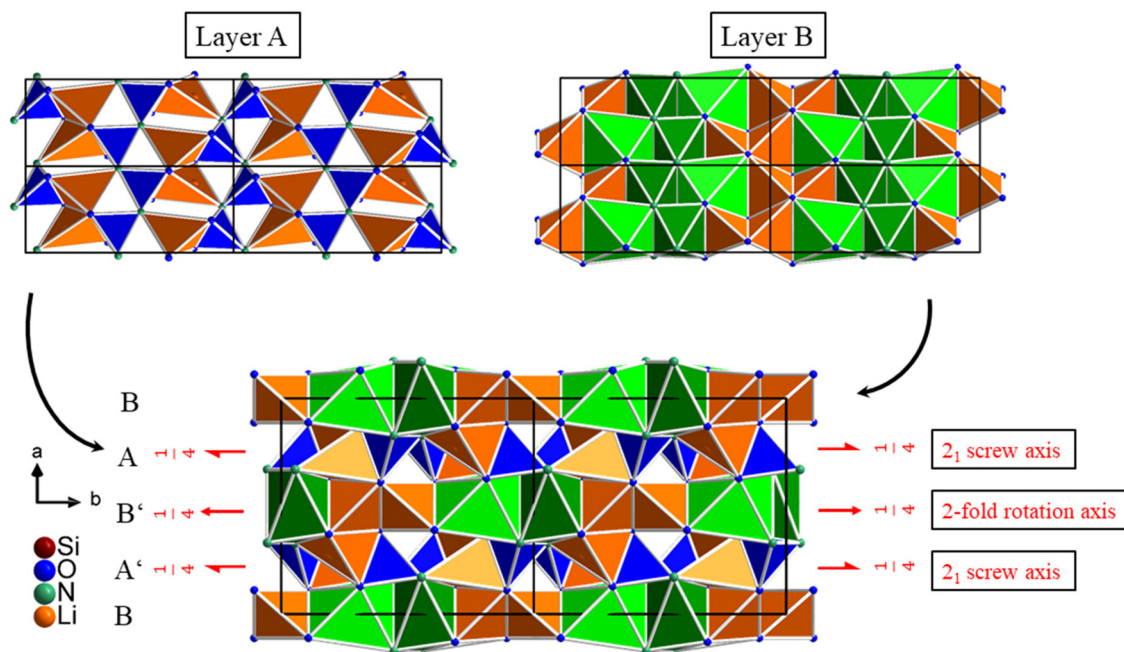 Layer A
Layer B
B
A
1/4
2₁ screw axis
1/4
a
b
B‘
1/4
2-fold rotation axis
1/4
Si
O
N
Li
A‘
1/4
2₁ screw axis
1/4
B